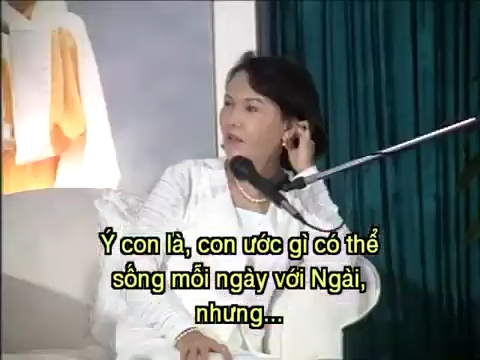 Ý con là, con ước gì có thể
sống mỗi ngày với Ngài,
nhưng...